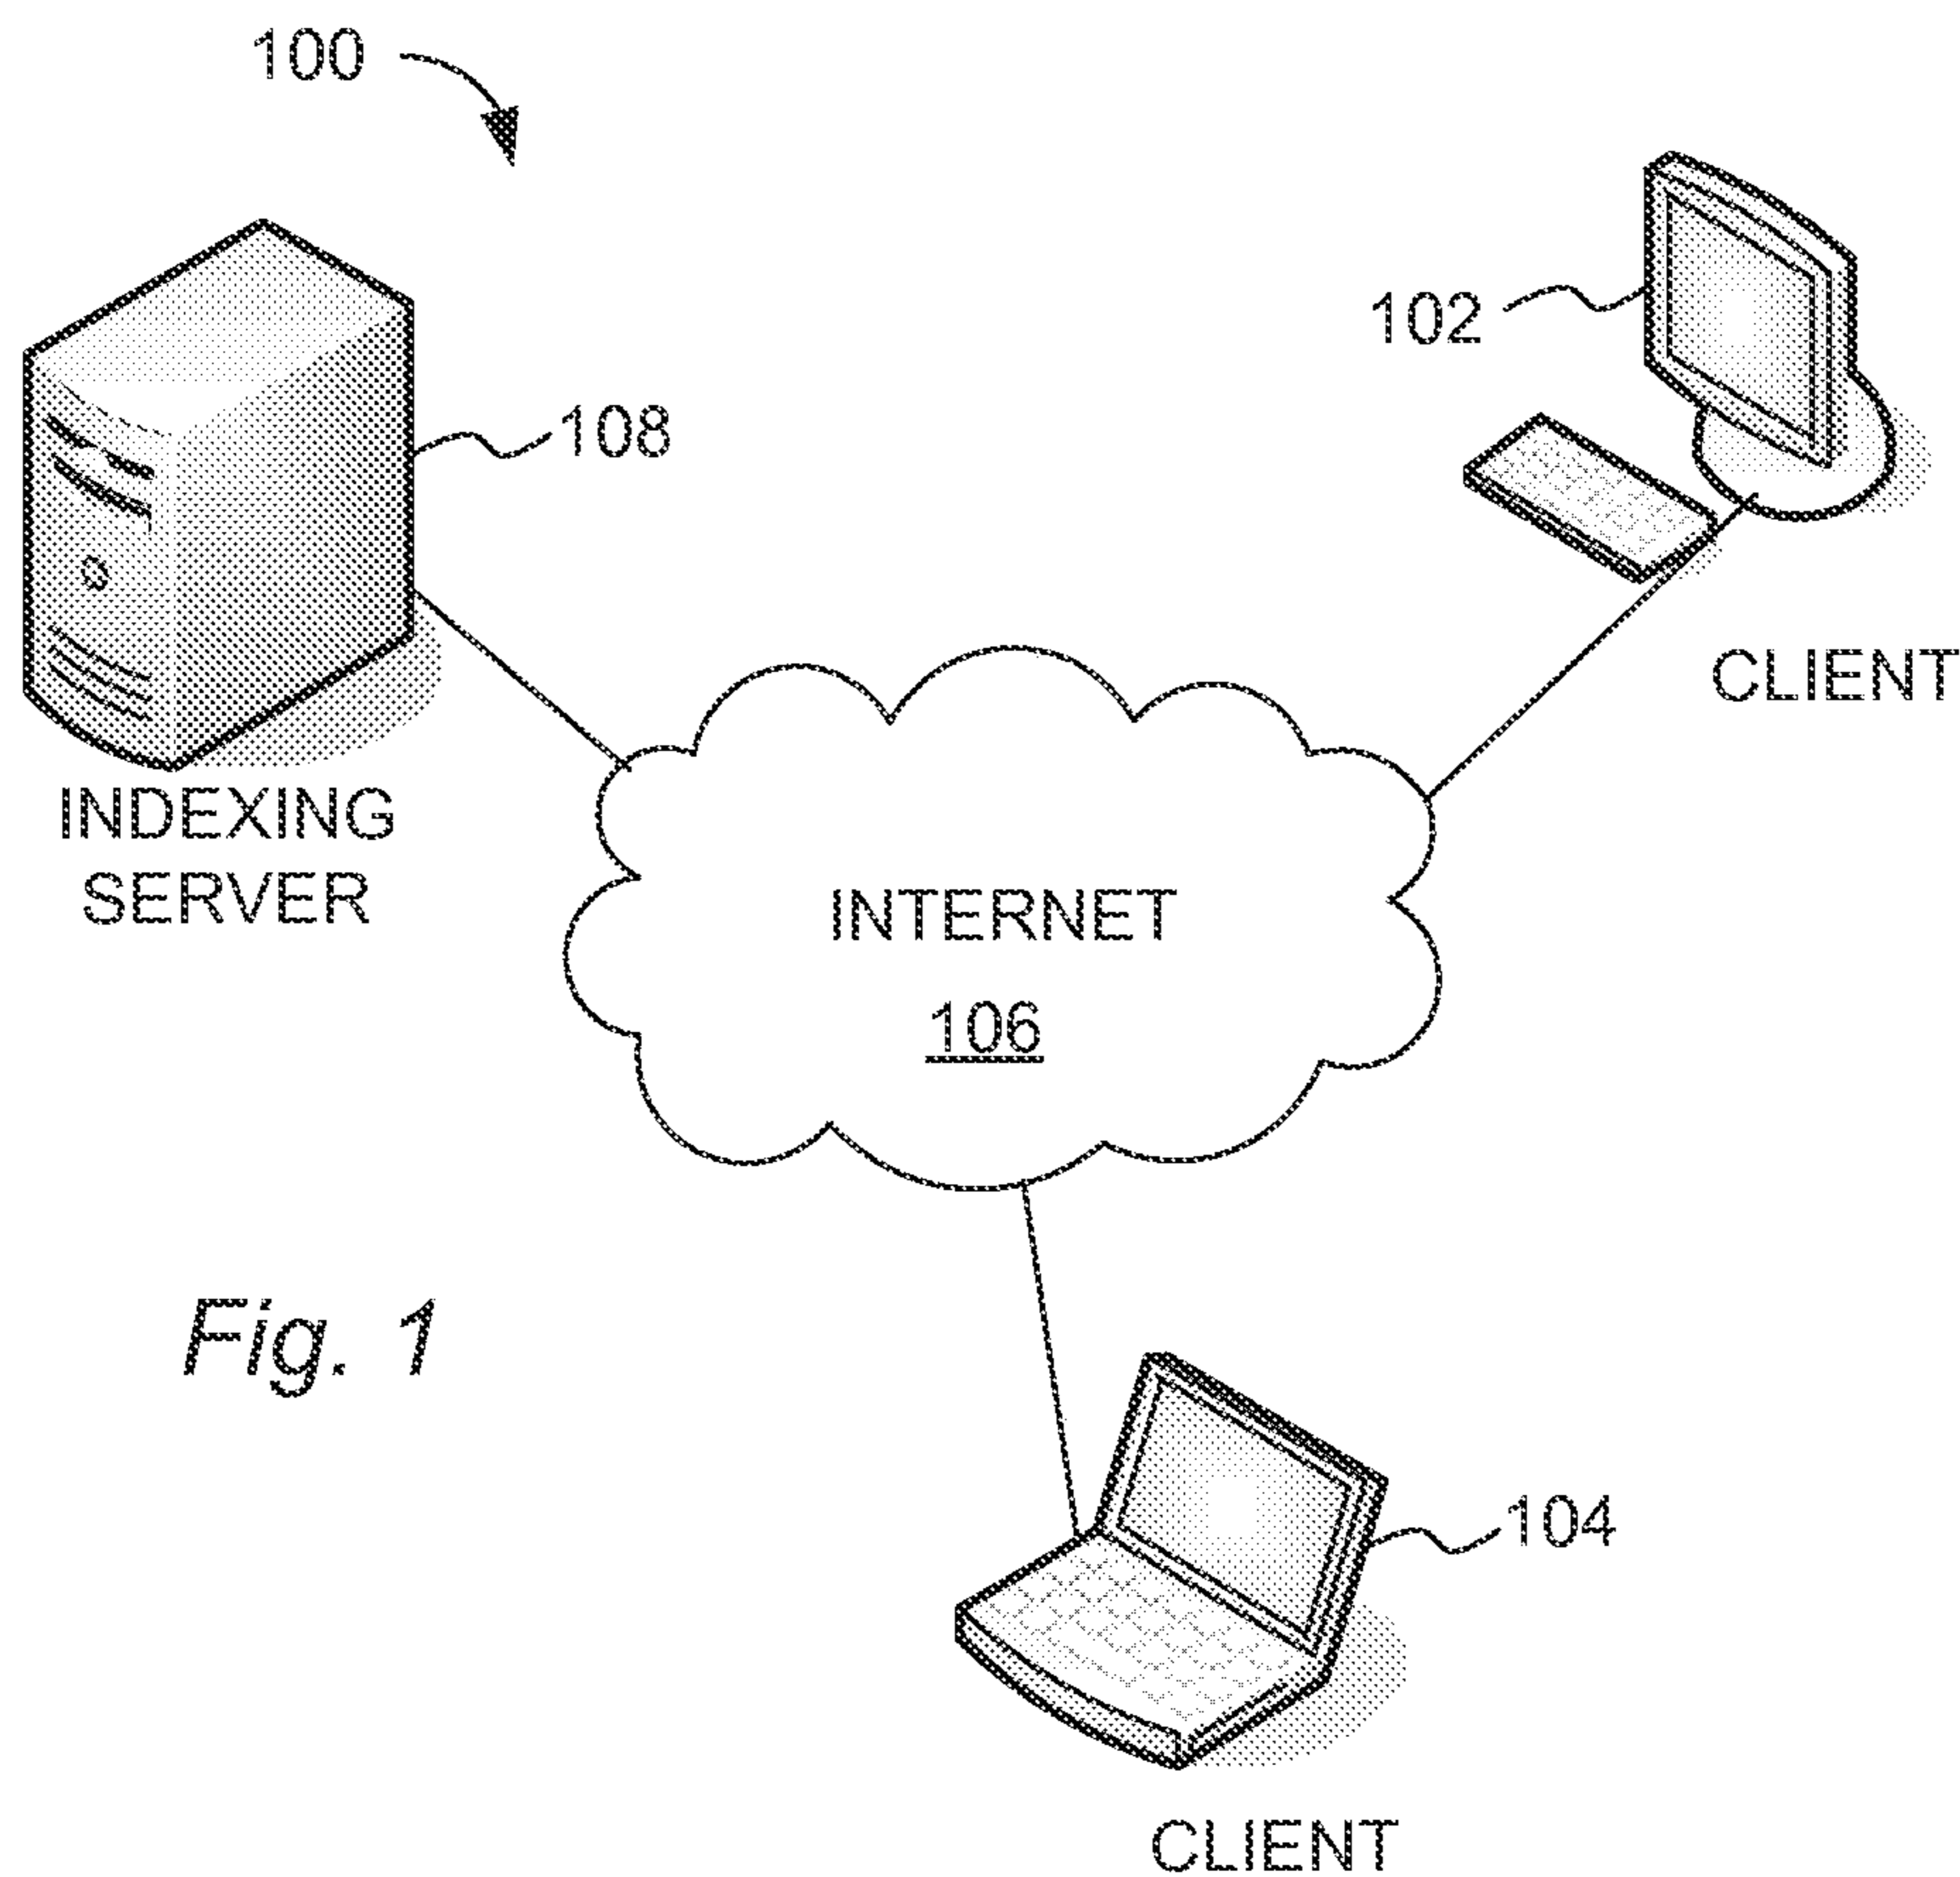 100
102
108
CLIENT
INDEXING
SERVER
INTERNET
106
Fig. 1
104
CLIENT